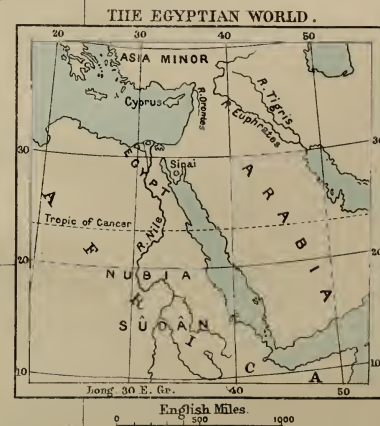 THE EGYPTIAN WORLD.
20 30 40 50
ASIA MINOR
Cyprus
R. Orontes
R. Tigris
R. Euphrates
30 30
EGYPT
Sinai
ARABIA
AFRICA
Tropic of Cancer
R. Nile
20 20
NUBIA
SÛDÂN
10 10
Long. 30 E. Gr. 40 50
English Miles.
0 500 1000